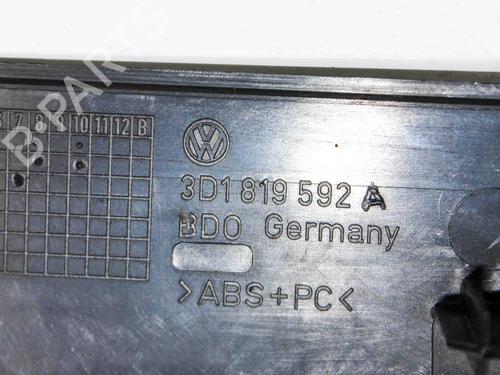 B-PARTS
7 8 9 10 11 12 B
VW
3D1 819 592 A
BDO Germany
>ABS+PC<